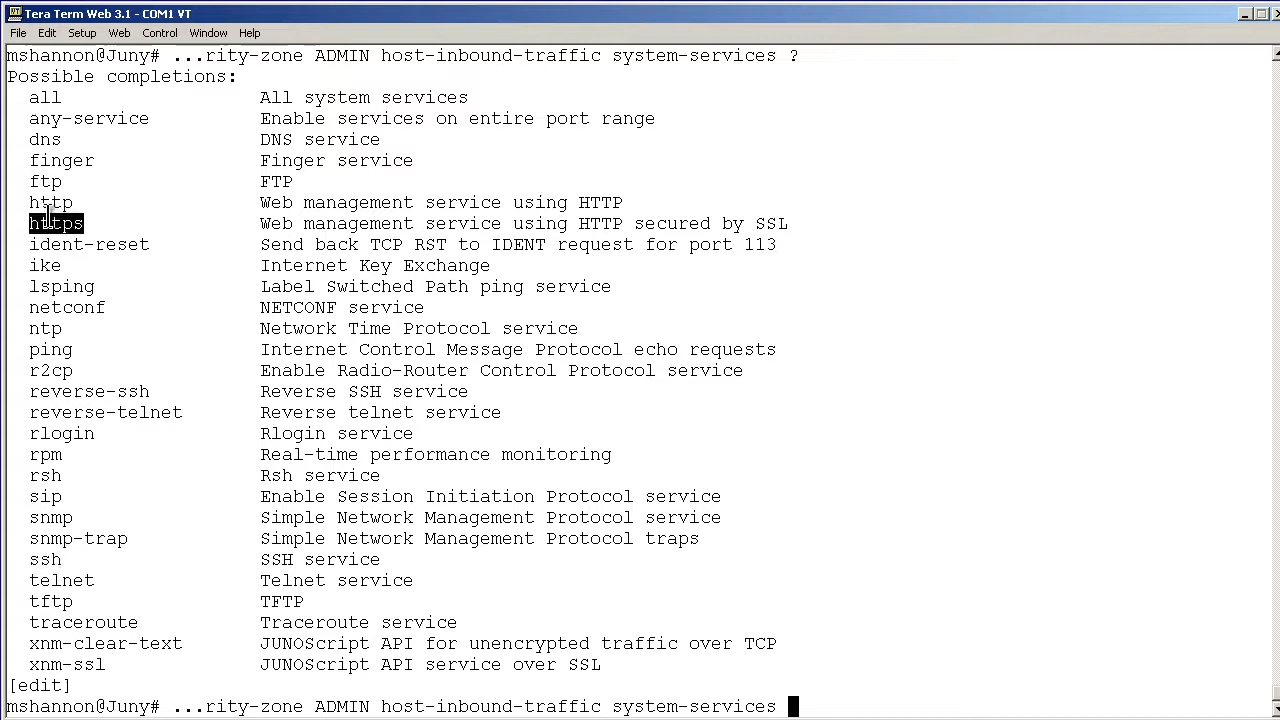 Tera Term Web 3.1 - COM1 VT
File Edit Setup Web Control Window Help
mshannon@Juny# ...rity-zone ADMIN host-inbound-traffic system-services ?
Possible completions:
all All system services
any-service Enable services on entire port range
dns DNS service
finger Finger service
ftp FTP
http Web management service using HTTP
https Web management service using HTTP secured by SSL
ident-reset Send back TCP RST to IDENT request for port 113
ike Internet Key Exchange
lsping Label Switched Path ping service
netconf NETCONF service
ntp Network Time Protocol service
ping Internet Control Message Protocol echo requests
r2cp Enable Radio-Router Control Protocol service
reverse-ssh Reverse SSH service
reverse-telnet Reverse telnet service
rlogin Rlogin service
rpm Real-time performance monitoring
rsh Rsh service
sip Enable Session Initiation Protocol service
snmp Simple Network Management Protocol service
snmp-trap Simple Network Management Protocol traps
ssh SSH service
telnet Telnet service
tftp TFTP
traceroute Traceroute service
xnm-clear-text JUNOScript API for unencrypted traffic over TCP
xnm-ssl JUNOScript API service over SSL
[edit]
mshannon@Juny# ...rity-zone ADMIN host-inbound-traffic system-services